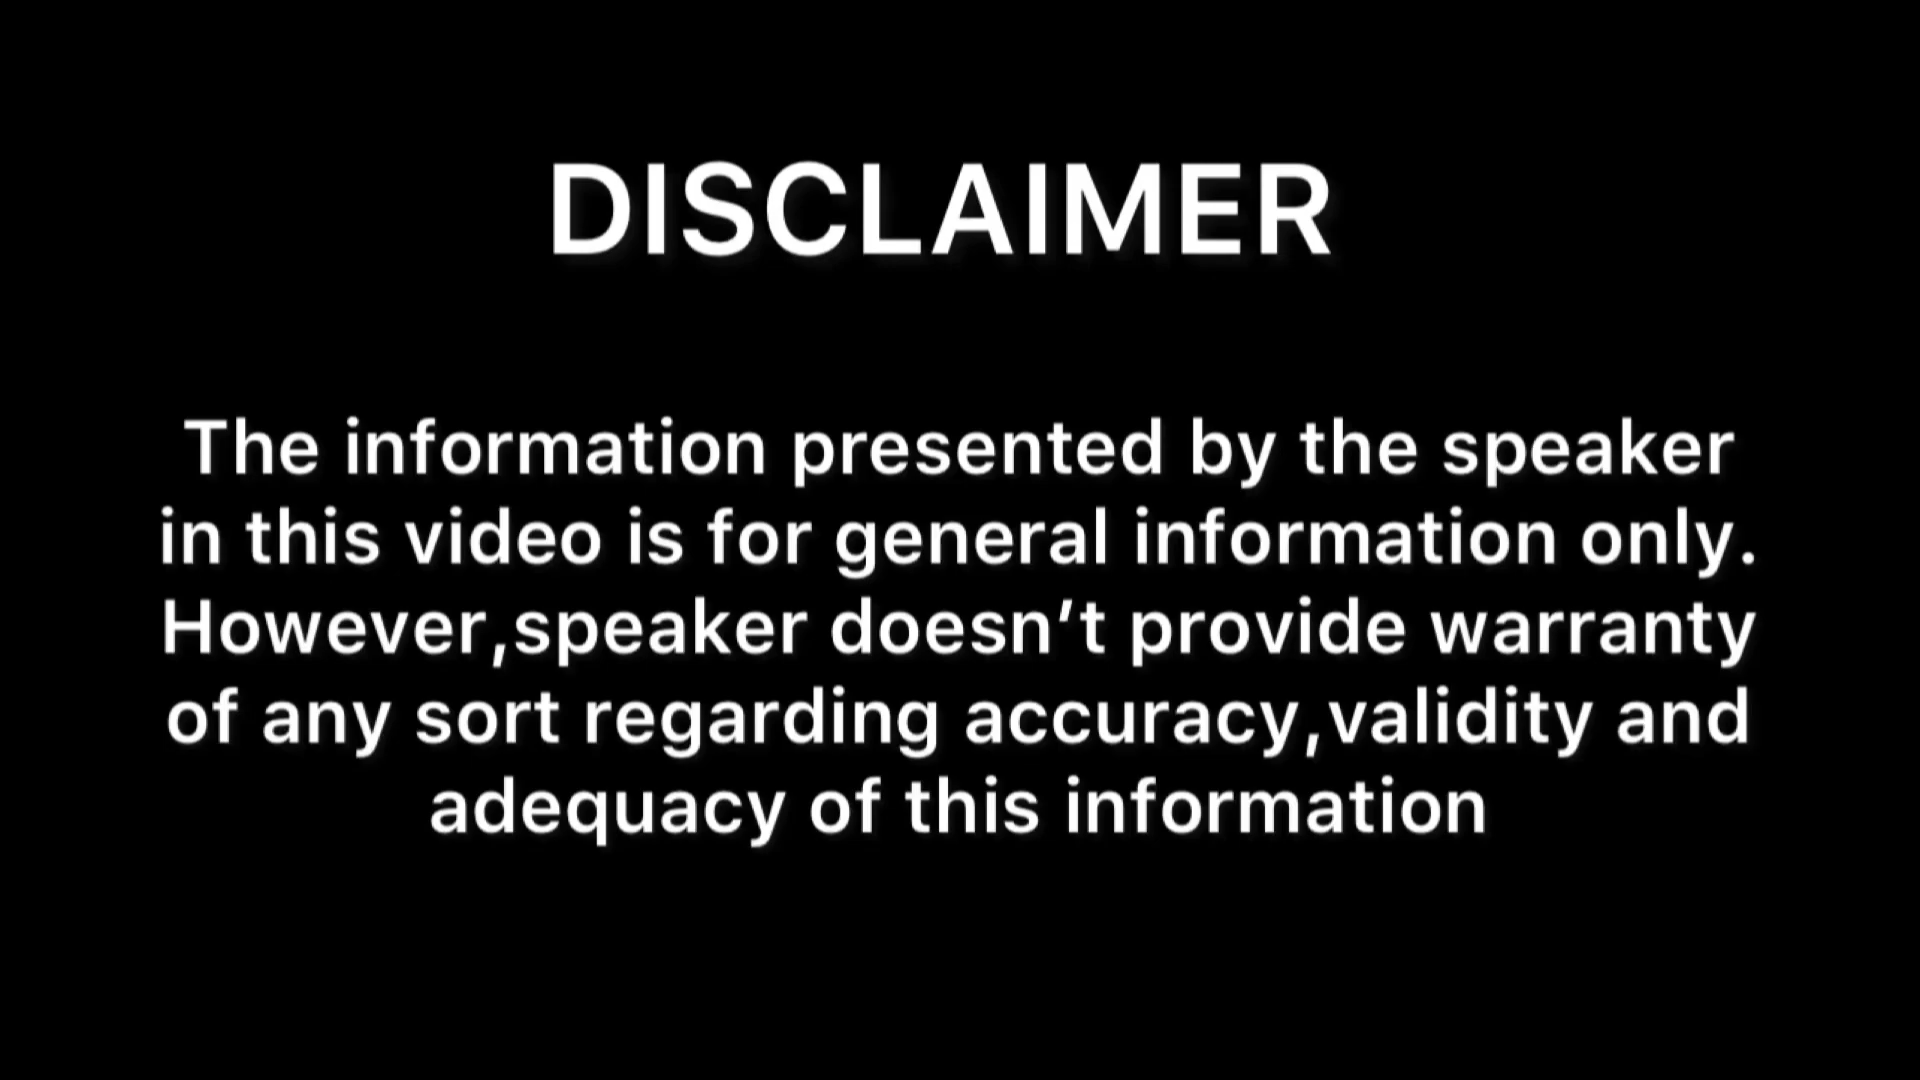 DISCLAIMER
The information presented by the speaker
in this video is for general information only.
However,speaker doesn’t provide warranty
of any sort regarding accuracy,validity and
adequacy of this information